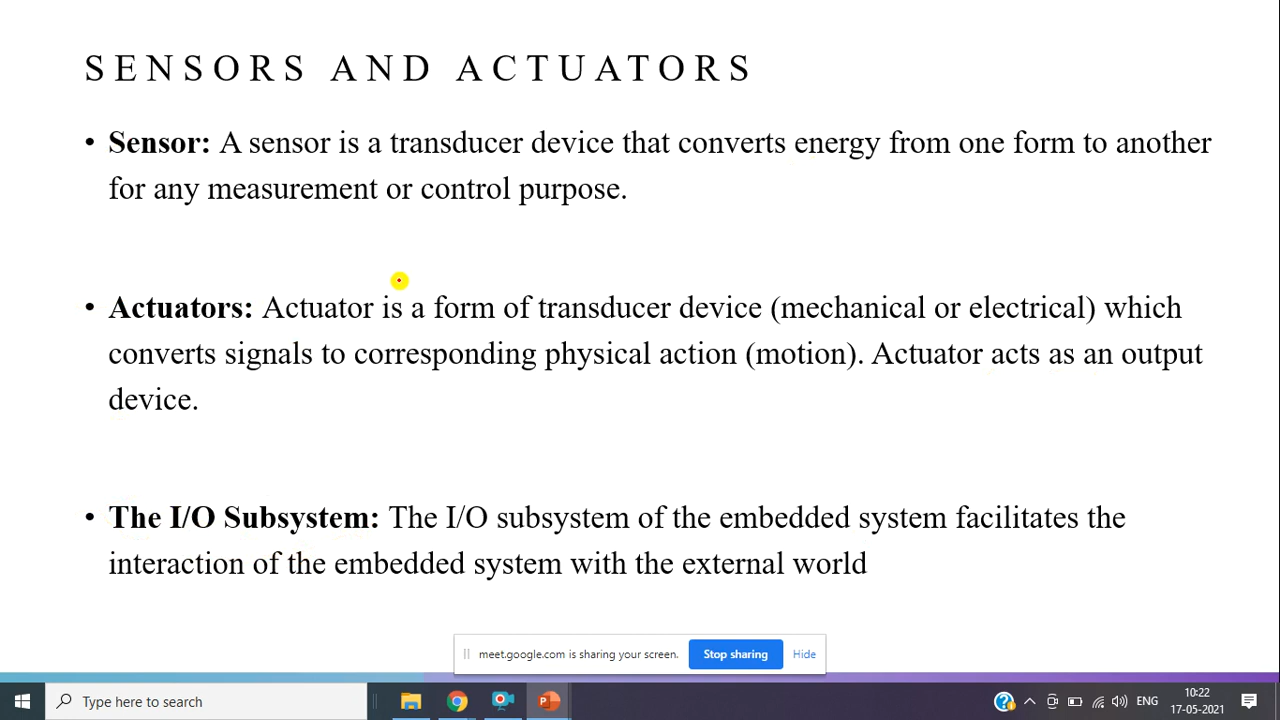 SENSORS AND ACTUATORS
• Sensor: A sensor is a transducer device that converts energy from one form to another
for any measurement or control purpose.
• Actuators: Actuator is a form of transducer device (mechanical or electrical) which
converts signals to corresponding physical action (motion). Actuator acts as an output
device.
• The I/O Subsystem: The I/O subsystem of the embedded system facilitates the
interaction of the embedded system with the external world
meet.google.com is sharing your screen. Stop sharing Hide
Type here to search
ENG
10:22
17-05-2021